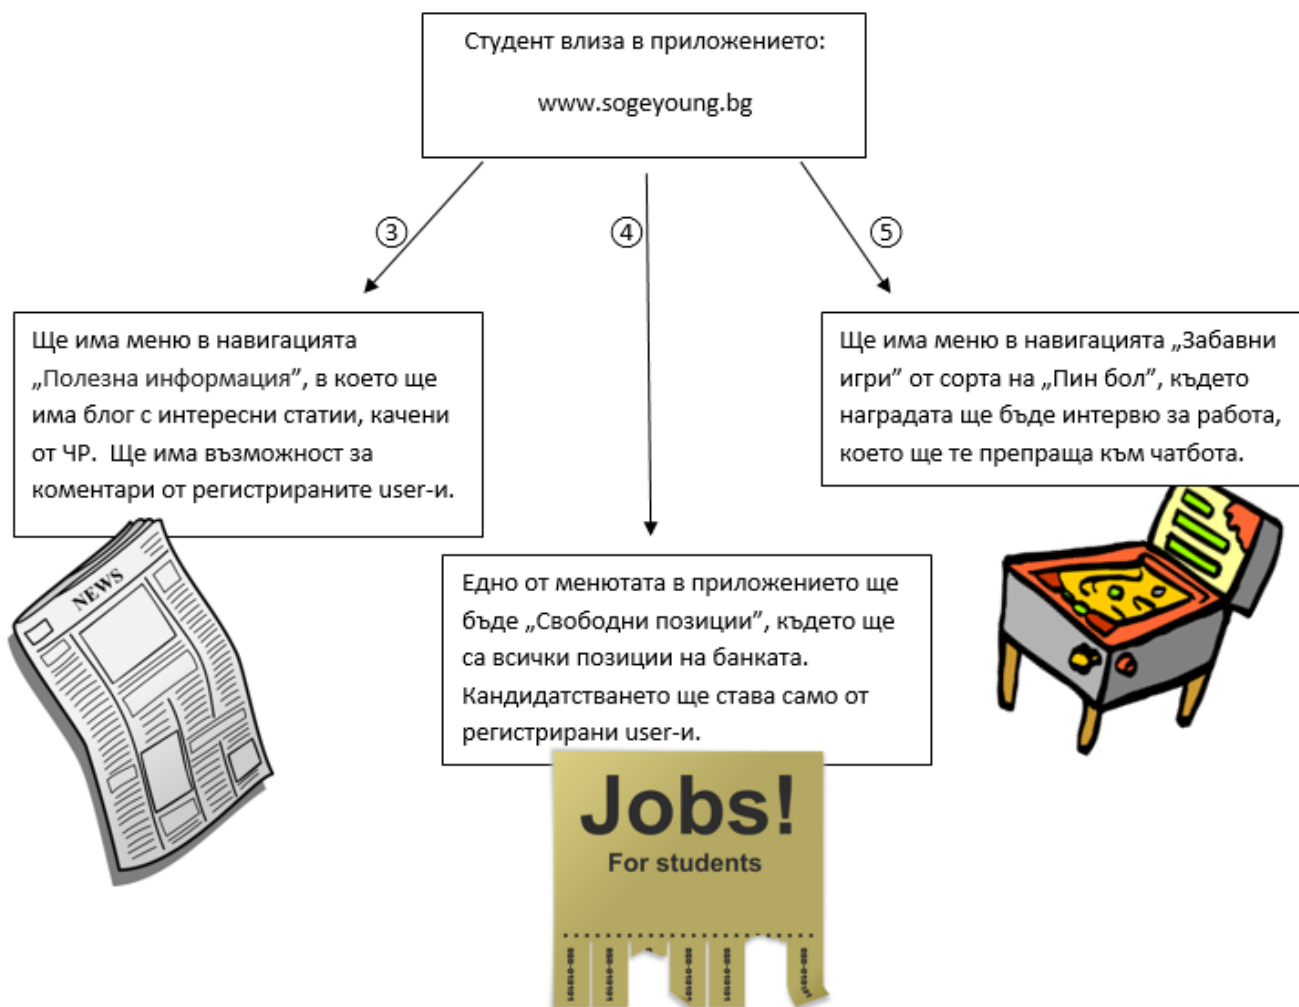 Студент влиза в приложението:
www.sogeyoung.bg
3
4
5
Ще има меню в навигацията
„Полезна информация”, в което ще
има блог с интересни статии, качени
от ЧР.  Ще има възможност за
коментари от регистрираните user-и.
Ще има меню в навигацията „Забавни
игри” от сорта на „Пин бол”, където
наградата ще бъде интервю за работа,
което ще те препраща към чатбота.
NEWS
Едно от менютата в приложението ще
бъде „Свободни позиции”, където ще
са всички позиции на банката.
Кандидатстването ще става само от
регистрирани user-и.
Jobs!
For students